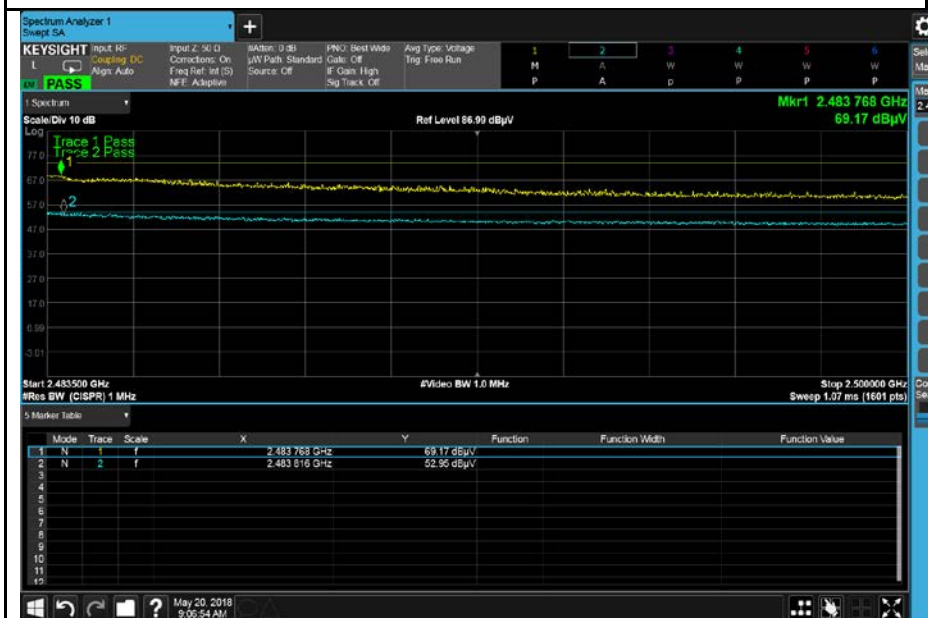 Spectrum Analyzer 1
Swept SA
+
KEYSIGHT
L
PASS
Input: RF
Coupling: DC
Align: Auto
Input Z: 50 Ω
Corrections: On
Freq Ref: Int (S)
NFE: Adaptive
#Atten: 0 dB
µW Path: Standard
Source: Off
PNO: Best Wide
Gate: Off
IF Gain: High
Sig Track: Off
Avg Type: Voltage
Trig: Free Run
1 2 3 4 5 6
M A W W W W
P A P P P P
1 Spectrum
Scale/Div 10 dB
Ref Level 86.99 dBµV
Mkr1 2.483 768 GHz
69.17 dBµV
Log
Trace 1 Pass
Trace 2 Pass
77.0
1
67.0
57.0
2
47.0
37.0
27.0
17.0
6.99
-3.01
Start 2.483500 GHz
#Res BW (CISPR) 1 MHz
#Video BW 1.0 MHz
Stop 2.500000 GHz
Sweep 1.07 ms (1601 pts)
5 Marker Table
Mode Trace Scale X Y Function Function Width Function Value
1 N 1 f 2.483 768 GHz 69.17 dBµV
2 N 2 f 2.483 816 GHz 52.95 dBµV
3
4
5
6
7
8
9
10
11
12
?
May 20, 2018
9:06:54 AM